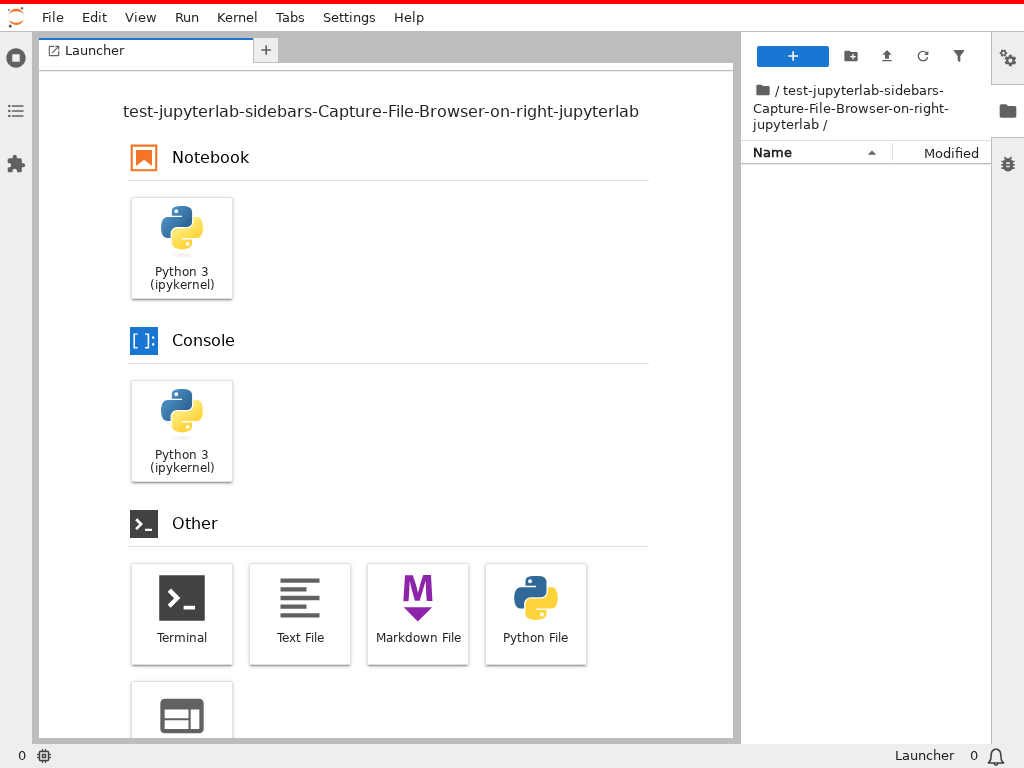 File Edit View Run Kernel Tabs Settings Help
Launcher
test-jupyterlab-sidebars-Capture-File-Browser-on-right-jupyterlab
Notebook
Python 3
(ipykernel)
Console
[ ]:
Python 3
(ipykernel)
Other
Terminal
Text File
M
Markdown File
Python File
+
/ test-jupyterlab-sidebars-
Capture-File-Browser-on-right-
jupyterlab /
Name Modified
0 Launcher 0